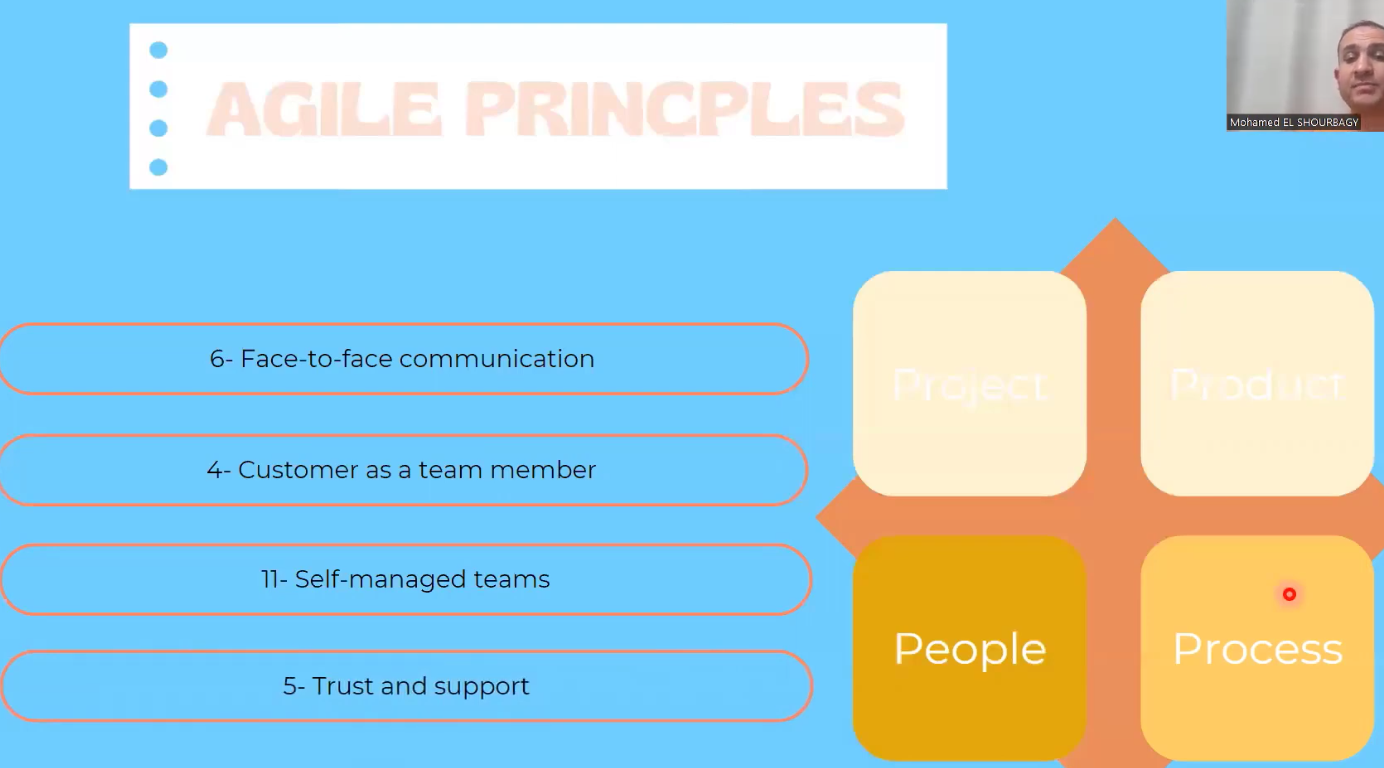 AGILE PRINCPLES
Mohamed EL SHOURBAGY
6- Face-to-face communication
4- Customer as a team member
11- Self-managed teams
5- Trust and support
Project
Product
People
Process